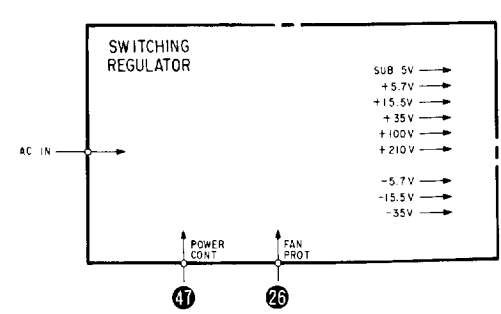 SWITCHING
REGULATOR
SUB 5V
+5.7V
+15.5V
+35V
+100V
+210V
AC IN
-5.7V
-15.5V
-35V
POWER
CONT
FAN
PROT
47
26